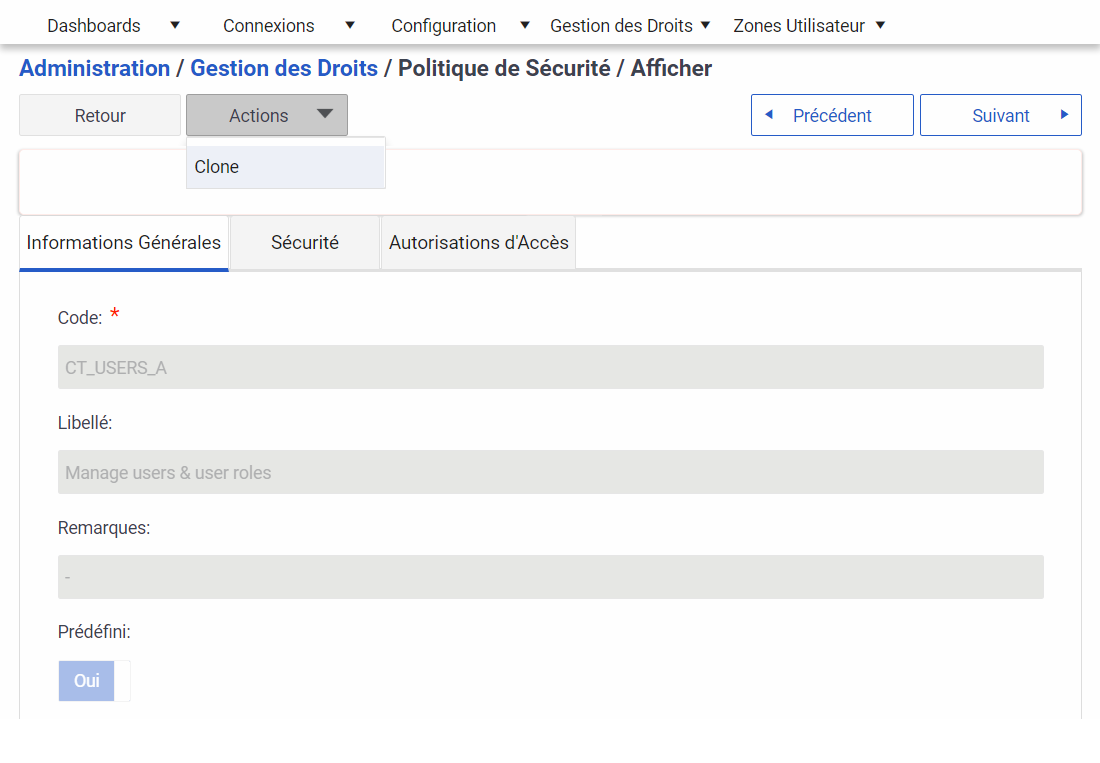 Dashboards Connexions Configuration Gestion des Droits Zones Utilisateur
Administration / Gestion des Droits / Politique de Sécurité / Afficher
Retour Actions Précédent Suivant
Clone
Informations Générales Sécurité Autorisations d'Accès
Code: *
CT_USERS_A
Libellé:
Manage users & user roles
Remarques:
-
Prédéfini:
Oui